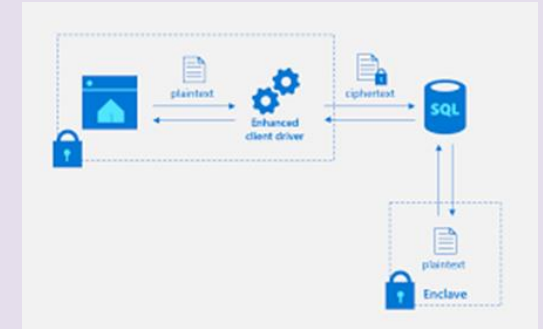 plaintext
ciphertext
Enhanced
client driver
SQL
plaintext
Enclave